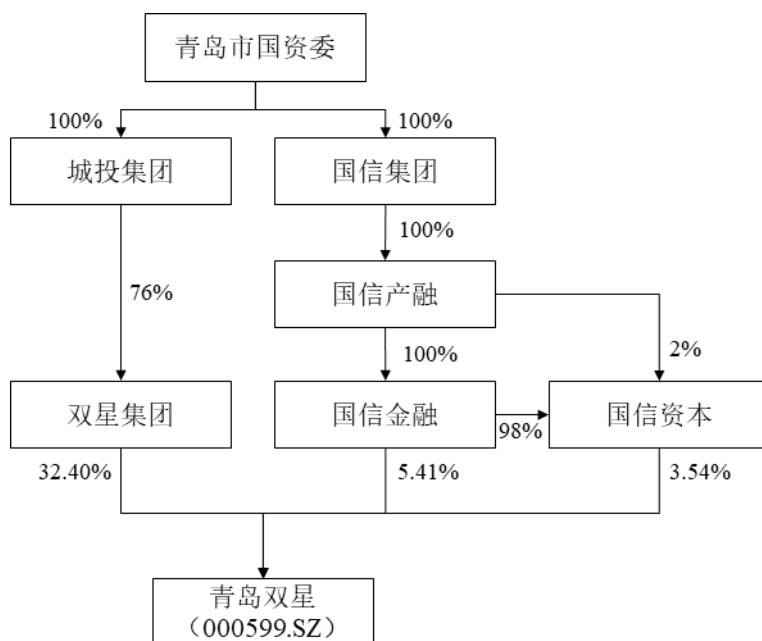 青岛市国资委
100%
100%
城投集团
国信集团
100%
76%
国信产融
100%
2%
双星集团
国信金融
98%
国信资本
32.40%
5.41%
3.54%
青岛双星
（000599.SZ）